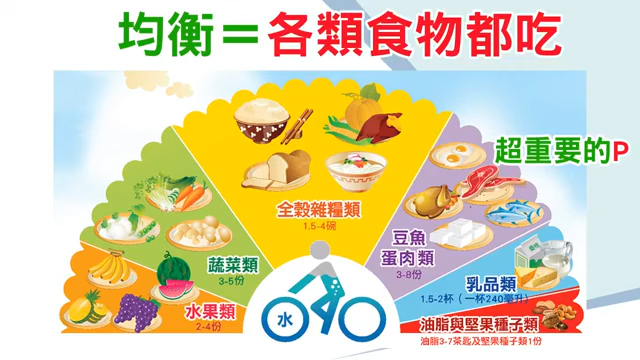 均衡＝各類食物都吃
超重要的P
全穀雜糧類
1.5-4碗
豆魚
蛋肉類
3-8份
蔬菜類
3-5份
乳品類
1.5-2杯（一杯240毫升）
水果類
2-4份
水
油脂與堅果種子類
油脂3-7茶匙及堅果種子類1份